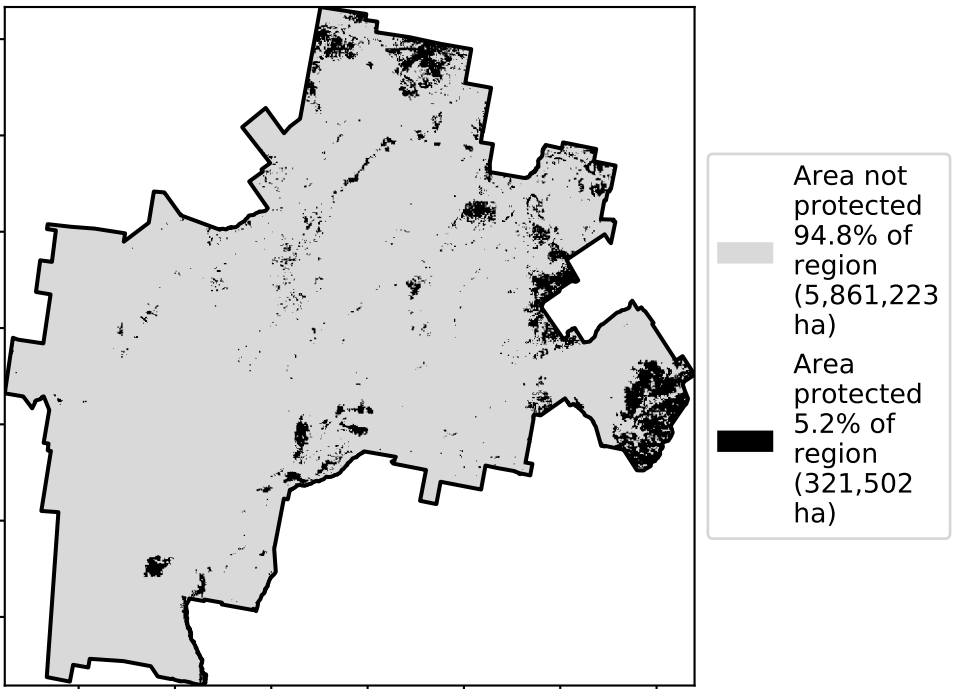 Area not
protected
94.8% of
region
(5,861,223
ha)
Area
protected
5.2% of
region
(321,502
ha)